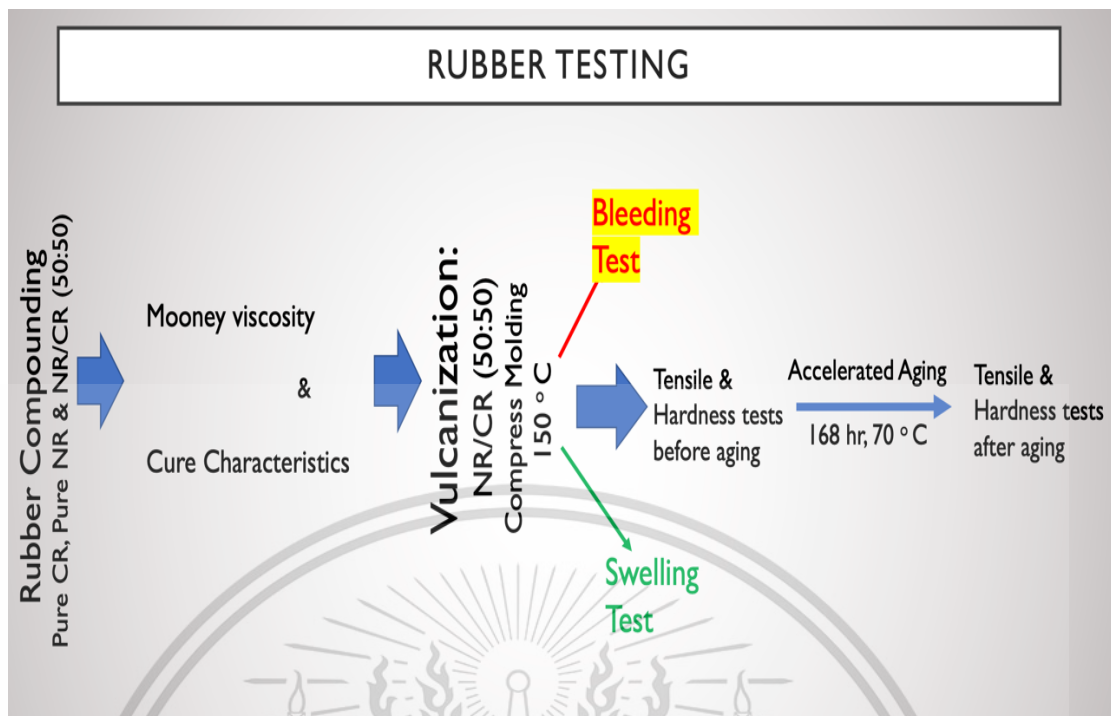 RUBBER TESTING
Rubber Compounding
Pure CR, Pure NR & NR/CR (50:50)
Mooney viscosity
&
Cure Characteristics
Vulcanization:
NR/CR (50:50)
Compress Molding
150 °C
Bleeding
Test
Swelling
Test
Tensile &
Hardness tests
before aging
Accelerated Aging
168 hr, 70 °C
Tensile &
Hardness tests
after aging